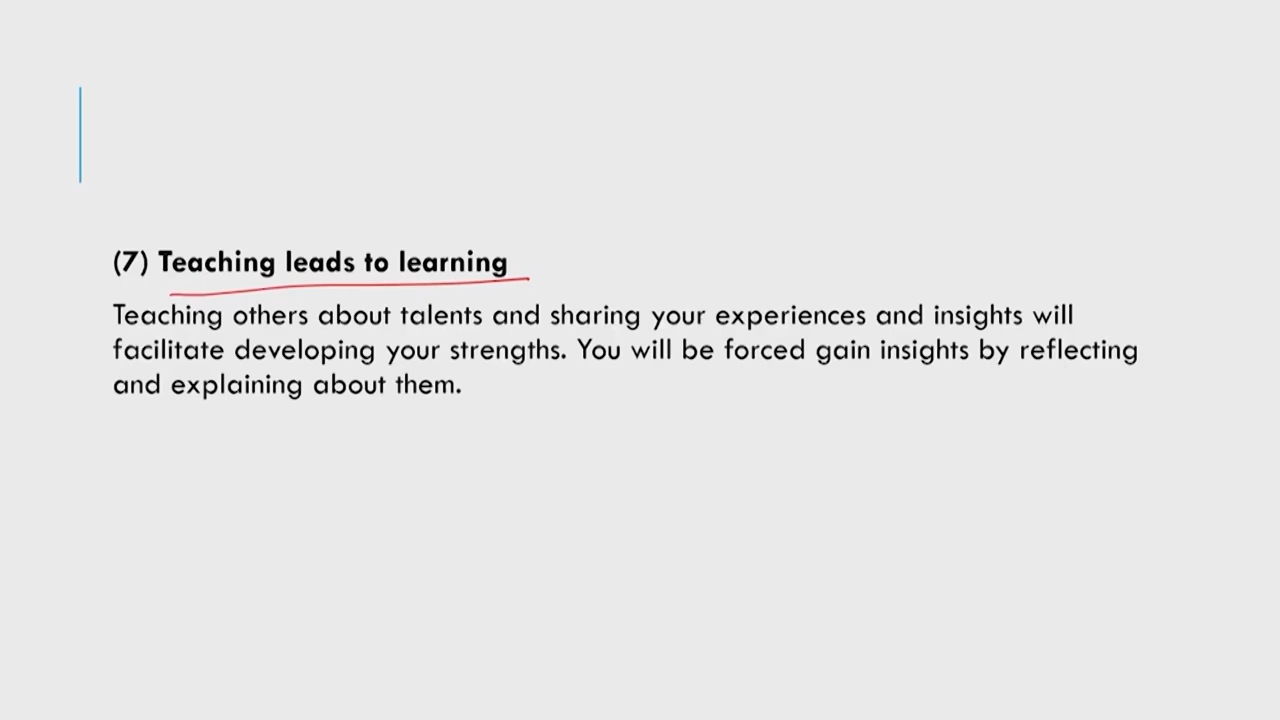 (7) Teaching leads to learning
Teaching others about talents and sharing your experiences and insights will
facilitate developing your strengths. You will be forced gain insights by reflecting
and explaining about them.